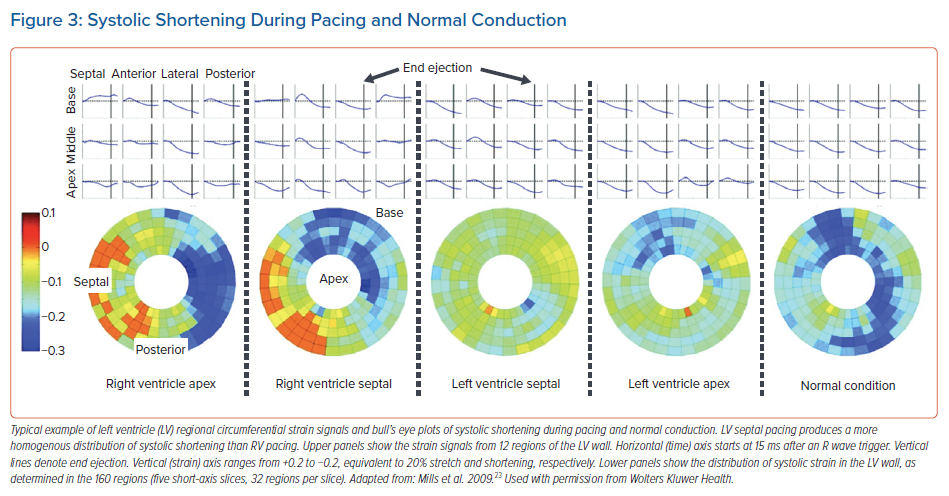 Figure 3: Systolic Shortening During Pacing and Normal Conduction
End ejection
Septal Anterior Lateral Posterior
Base
Middle
Apex
0.1
0
−0.1
−0.2
−0.3
Septal
Posterior
Base
Apex
Right ventricle apex
Right ventricle septal
Left ventricle septal
Left ventricle apex
Normal condition
Typical example of left ventricle (LV) regional circumferential strain signals and bull's eye plots of systolic shortening during pacing and normal conduction. LV septal pacing produces a more
homogenous distribution of systolic shortening than RV pacing. Upper panels show the strain signals from 12 regions of the LV wall. Horizontal (time) axis starts at 15 ms after an R wave trigger. Vertical
lines denote end ejection. Vertical (strain) axis ranges from +0.2 to −0.2, equivalent to 20% stretch and shortening, respectively. Lower panels show the distribution of systolic strain in the LV wall, as
determined in the 160 regions (five short-axis slices, 32 regions per slice). Adapted from: Mills et al. 2009.²³ Used with permission from Wolters Kluwer Health.